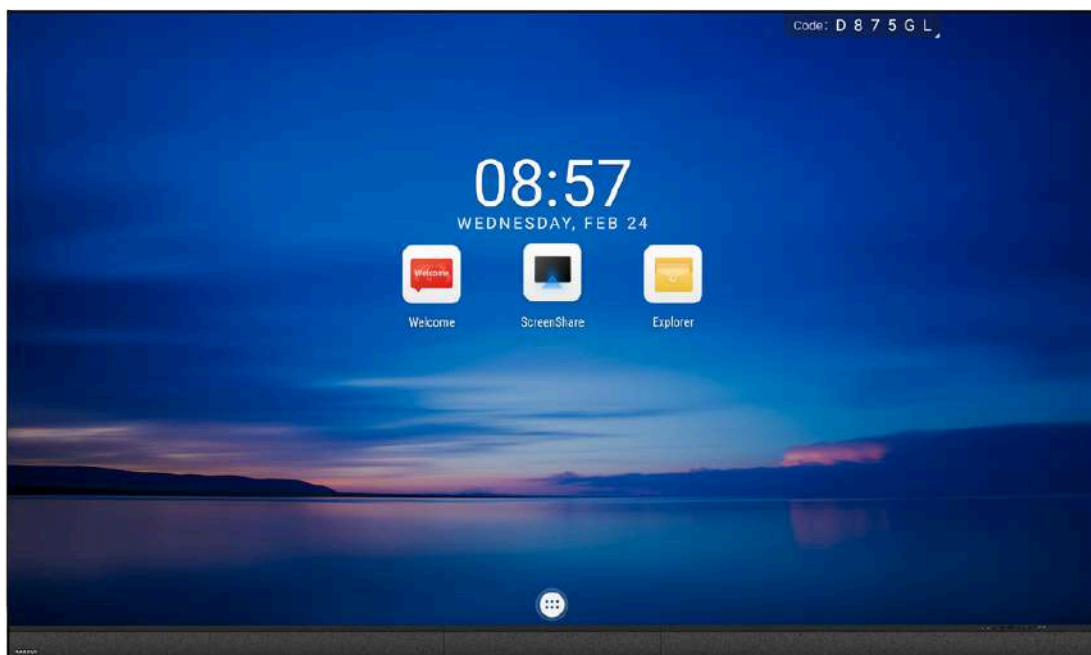 Code: D 8 7 5 G L
08:57
WEDNESDAY, FEB 24
Welcome
Welcome
ScreenShare
Explorer